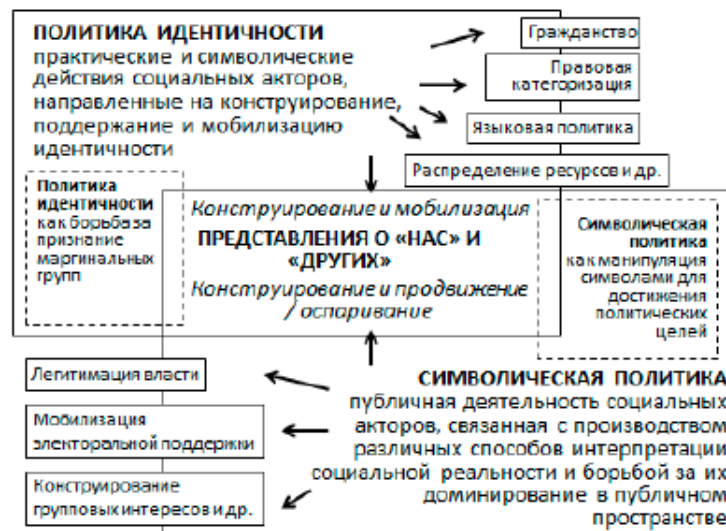 ПОЛИТИКА ИДЕНТИЧНОСТИ
практические и символические
действия социальных акторов,
направленные на конструирование,
поддержание и мобилизацию
идентичности
Гражданство
Правовая
категоризация
Языковая политика
Распределение ресурсов и др.
Политика
идентичности
как борьбаза
признание
маргинальных
групп
Конструирование и мобилизация
ПРЕДСТАВЛЕНИЯ О «НАС» И
«ДРУГИХ»
Конструирование и продвижение
/ оспаривание
Символическая
политика
как манипуляция
символами для
достижения
политических
целей
Легитимация власти
Мобилизация
электоральной поддержки
Конструирование
групповых интересов и др.
СИМВОЛИЧЕСКАЯ ПОЛИТИКА
публичная деятельность социальных
акторов, связанная с производством
различных способов интерпретации
социальной реальности и борьбой за их
доминирование в публичном
пространстве